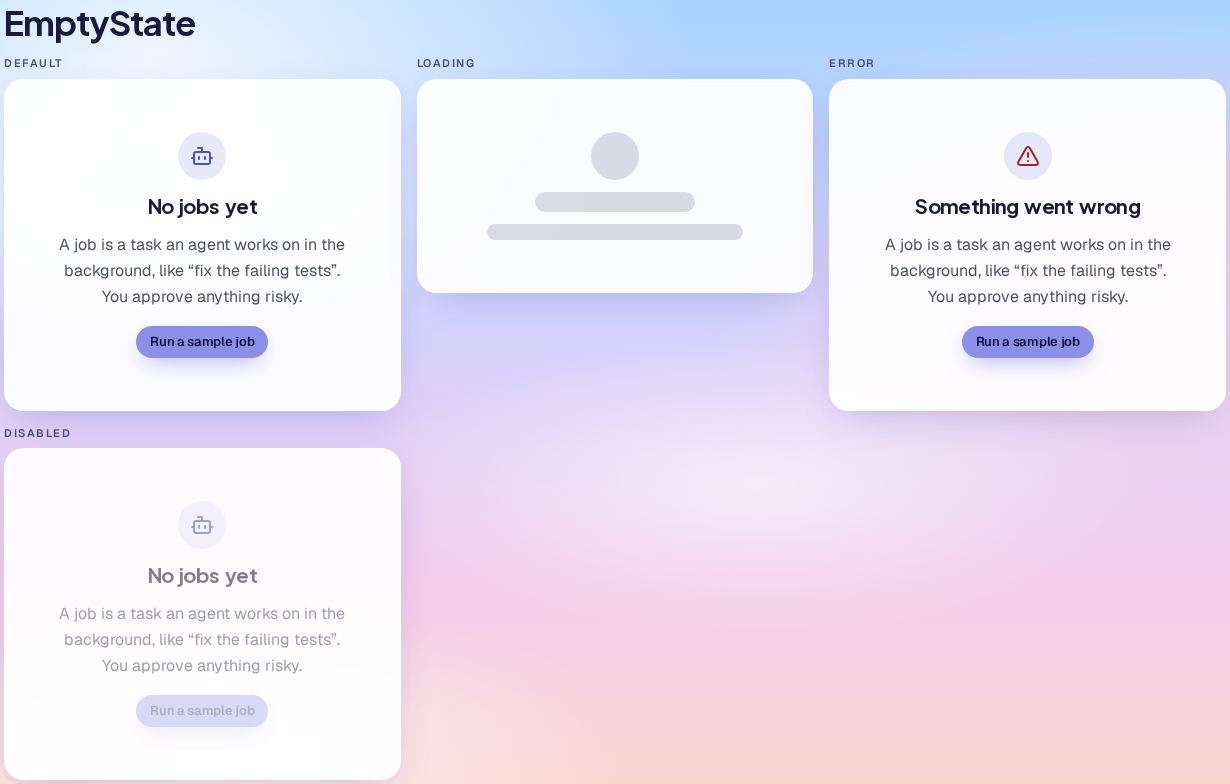 EmptyState
DEFAULT
LOADING
ERROR
No jobs yet
A job is a task an agent works on in the
background, like “fix the failing tests”.
You approve anything risky.
Run a sample job
Something went wrong
A job is a task an agent works on in the
background, like “fix the failing tests”.
You approve anything risky.
Run a sample job
DISABLED
No jobs yet
A job is a task an agent works on in the
background, like “fix the failing tests”.
You approve anything risky.
Run a sample job